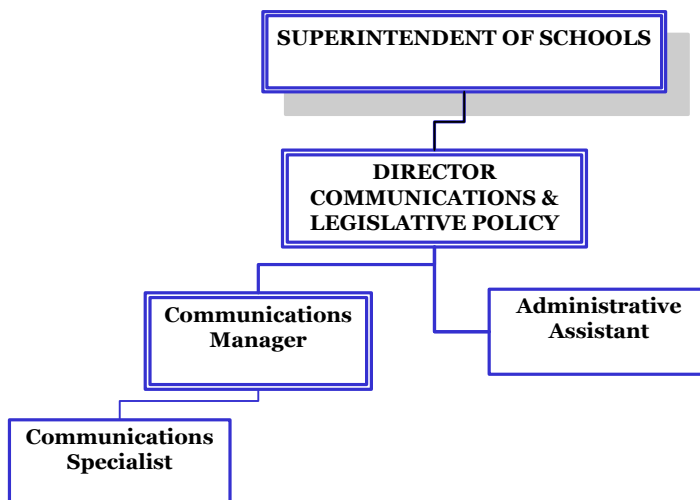 SUPERINTENDENT OF SCHOOLS
DIRECTOR
COMMUNICATIONS &
LEGISLATIVE POLICY
Communications
Manager
Administrative
Assistant
Communications
Specialist